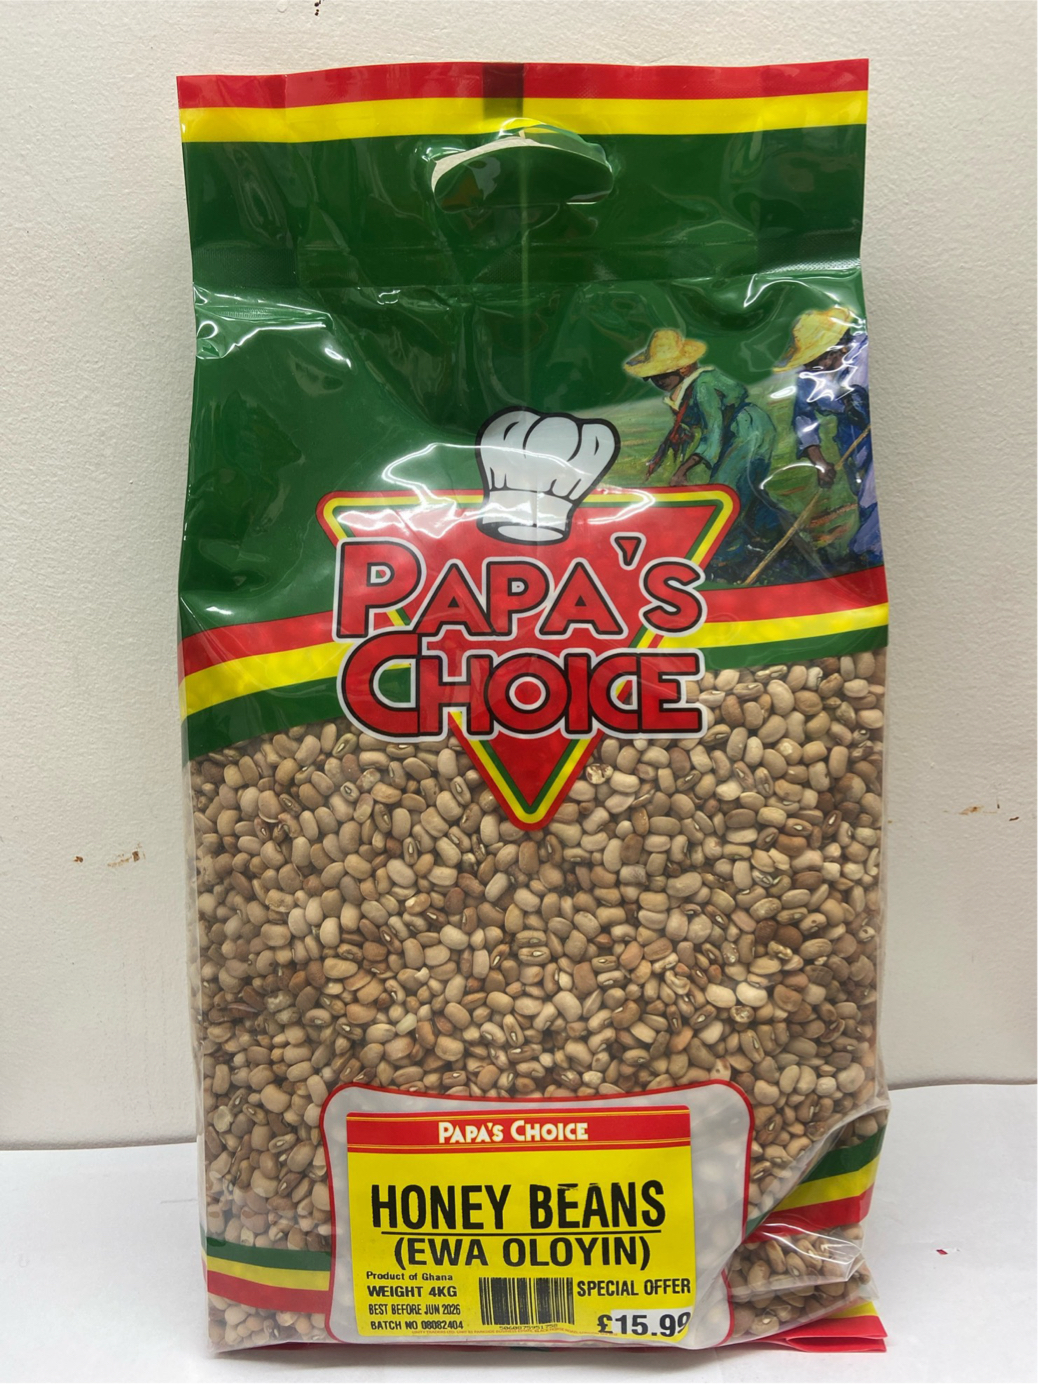 PAPA'S
CHOICE
PAPA'S CHOICE
HONEY BEANS
(EWA OLOYIN)
Product of Ghana
WEIGHT 4KG
SPECIAL OFFER
BEST BEFORE JUN 2026
BATCH NO 08082404
£15.99